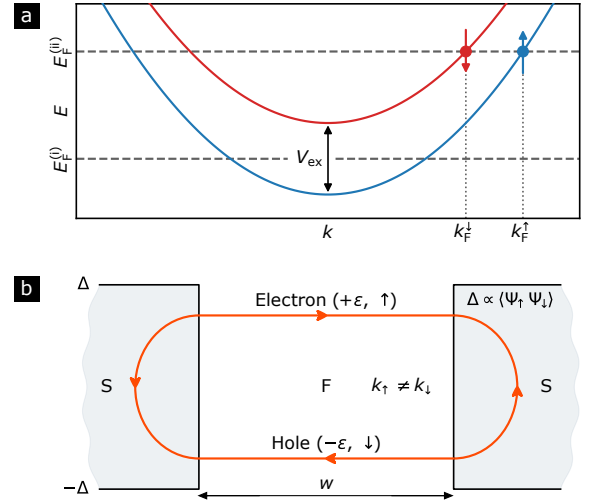 a
E_F^(ii)
E
E_F^(i)
V_ex
k
k_F^↓
k_F^↑
b
Δ
Electron (+ε, ↑)
Δ ∝ ⟨Ψ↑ Ψ↓⟩
S
F
k↑ ≠ k↓
S
Hole (−ε, ↓)
−Δ
w